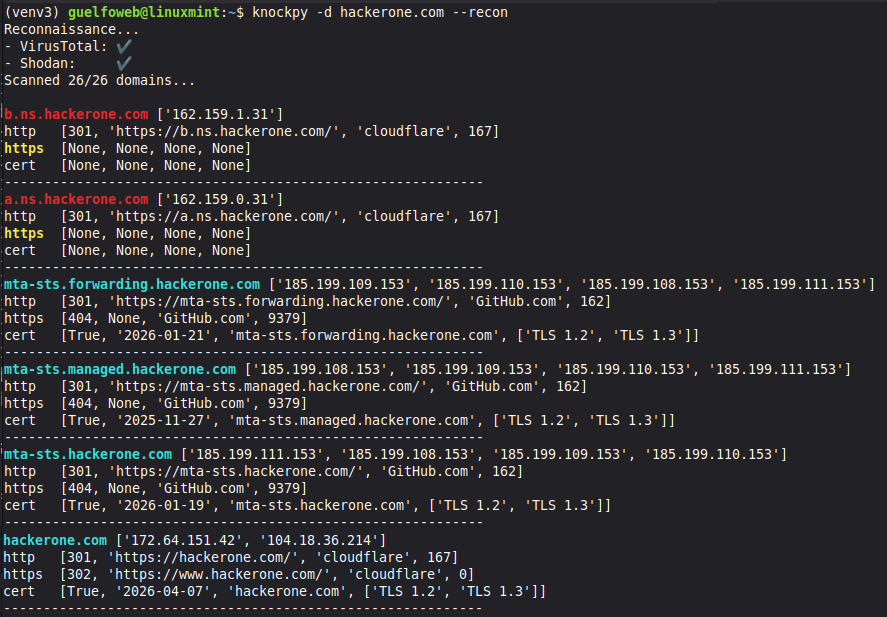 (venv3) guelfoweb@linuxmint:~$ knockpy -d hackerone.com --recon
Reconnaissance...
- VirusTotal: ✔
- Shodan:     ✔
Scanned 26/26 domains...

b.ns.hackerone.com ['162.159.1.31']
http   [301, 'https://b.ns.hackerone.com/', 'cloudflare', 167]
https  [None, None, None, None]
cert   [None, None, None, None]
------------------------------------------------------------
a.ns.hackerone.com ['162.159.0.31']
http   [301, 'https://a.ns.hackerone.com/', 'cloudflare', 167]
https  [None, None, None, None]
cert   [None, None, None, None]
------------------------------------------------------------
mta-sts.forwarding.hackerone.com ['185.199.109.153', '185.199.110.153', '185.199.108.153', '185.199.111.153']
http   [301, 'https://mta-sts.forwarding.hackerone.com/', 'GitHub.com', 162]
https  [404, None, 'GitHub.com', 9379]
cert   [True, '2026-01-21', 'mta-sts.forwarding.hackerone.com', ['TLS 1.2', 'TLS 1.3']]
------------------------------------------------------------
mta-sts.managed.hackerone.com ['185.199.108.153', '185.199.109.153', '185.199.110.153', '185.199.111.153']
http   [301, 'https://mta-sts.managed.hackerone.com/', 'GitHub.com', 162]
https  [404, None, 'GitHub.com', 9379]
cert   [True, '2025-11-27', 'mta-sts.managed.hackerone.com', ['TLS 1.2', 'TLS 1.3']]
------------------------------------------------------------
mta-sts.hackerone.com ['185.199.111.153', '185.199.108.153', '185.199.109.153', '185.199.110.153']
http   [301, 'https://mta-sts.hackerone.com/', 'GitHub.com', 162]
https  [404, None, 'GitHub.com', 9379]
cert   [True, '2026-01-19', 'mta-sts.hackerone.com', ['TLS 1.2', 'TLS 1.3']]
------------------------------------------------------------
hackerone.com ['172.64.151.42', '104.18.36.214']
http   [301, 'https://hackerone.com/', 'cloudflare', 167]
https  [302, 'https://www.hackerone.com/', 'cloudflare', 0]
cert   [True, '2026-04-07', 'hackerone.com', ['TLS 1.2', 'TLS 1.3']]
------------------------------------------------------------